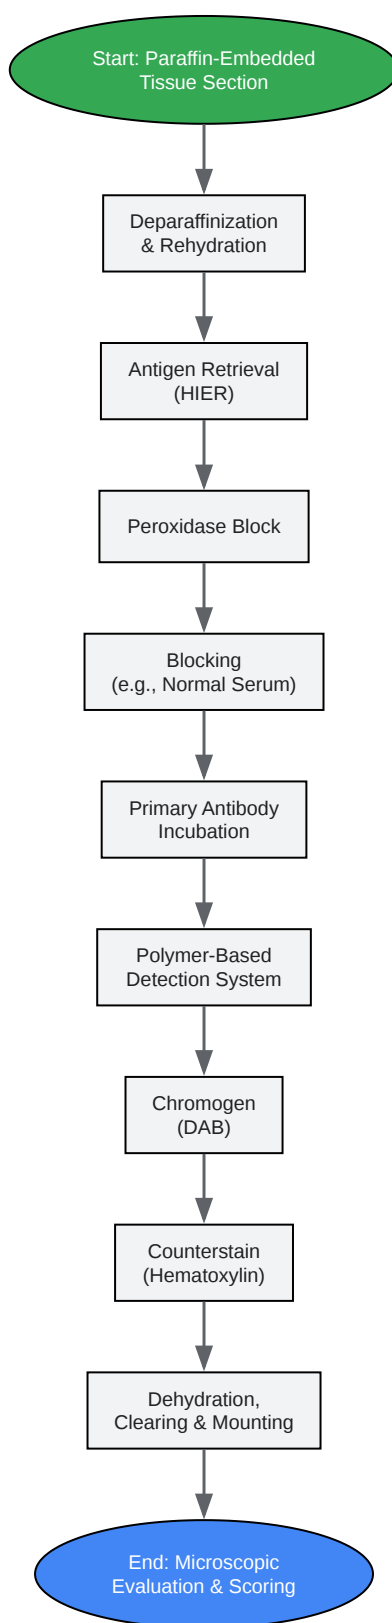 Start: Paraffin-Embedded
Tissue Section
Deparaffinization
& Rehydration
Antigen Retrieval
(HIER)
Peroxidase Block
Blocking
(e.g., Normal Serum)
Primary Antibody
Incubation
Polymer-Based
Detection System
Chromogen
(DAB)
Counterstain
(Hematoxylin)
Dehydration,
Clearing & Mounting
End: Microscopic
Evaluation & Scoring